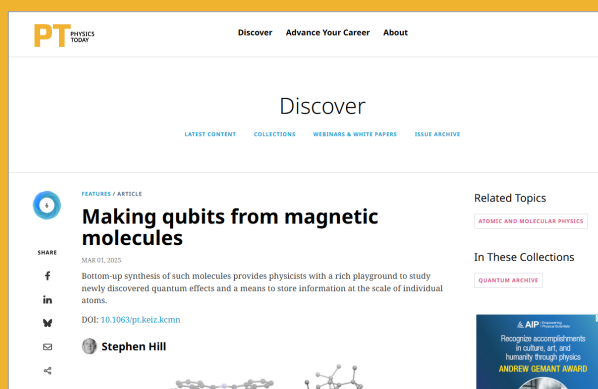 PT PHYSICS
TODAY
Discover Advance Your Career About
Discover
LATEST CONTENT COLLECTIONS WEBINARS & WHITE PAPERS ISSUE ARCHIVE
FEATURES / ARTICLE
Making qubits from magnetic
molecules
MAR 01, 2025
Bottom-up synthesis of such molecules provides physicists with a rich playground to study
newly discovered quantum effects and a means to store information at the scale of individual
atoms.
DOI: 10.1063/pt.keiz.kcmn
Stephen Hill
6
SHARE
Related Topics
ATOMIC AND MOLECULAR PHYSICS
In These Collections
QUANTUM ARCHIVE
AIP
Recognize accomplishments
in culture, art, and
humanity through physics
ANDREW GEMANT AWARD